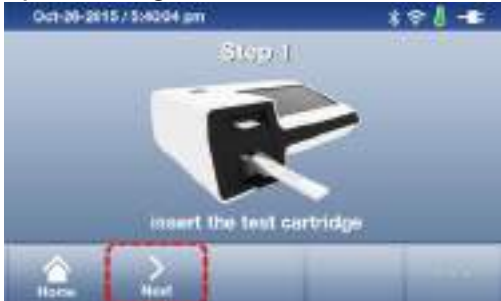 Oct-26-2015 / 5:40:04 pm
Step 1
insert the test cartridge
Home
Next